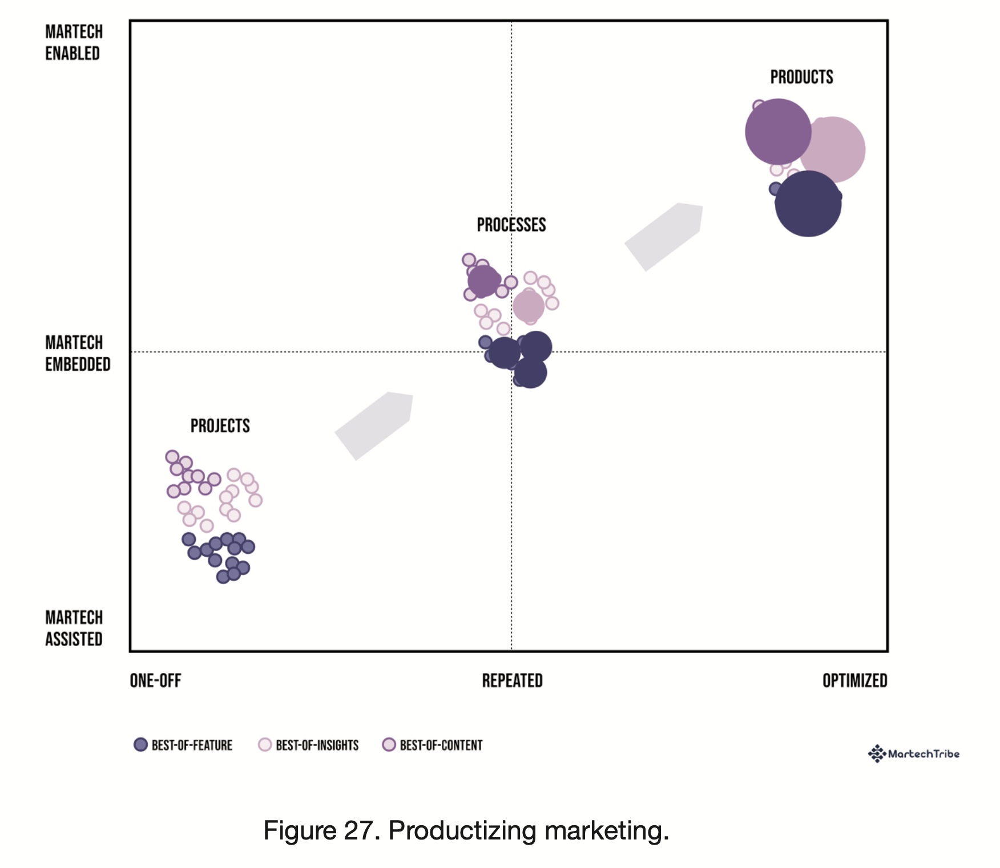 MARTECH
ENABLED
PRODUCTS
PROCESSES
MARTECH
EMBEDDED
PROJECTS
MARTECH
ASSISTED
ONE-OFF
REPEATED
OPTIMIZED
BEST-OF-FEATURE
BEST-OF-INSIGHTS
BEST-OF-CONTENT
MartechTribe
Figure 27. Productizing marketing.